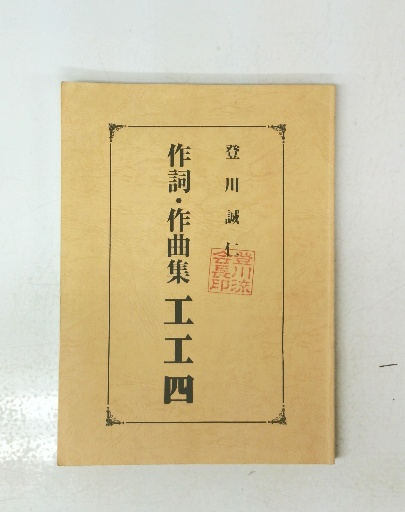 登川誠仁
作詞・作曲集 工工四
登川流
会長印